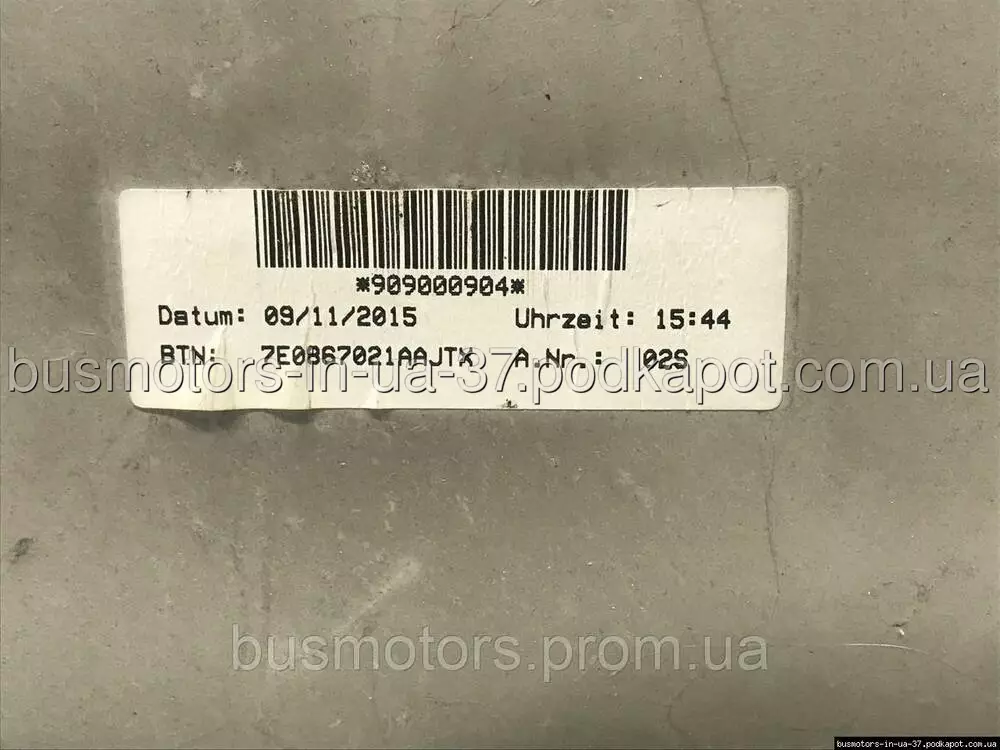 *909000904*
Datum: 09/11/2015 Uhrzeit: 15:44
BTN: 7E0867021AAJTX A.Nr.: 02S
busmotors-in-ua-37.podkapot.com.ua
busmotors.prom.ua
busmotors-in-ua-37.podkapot.com.ua